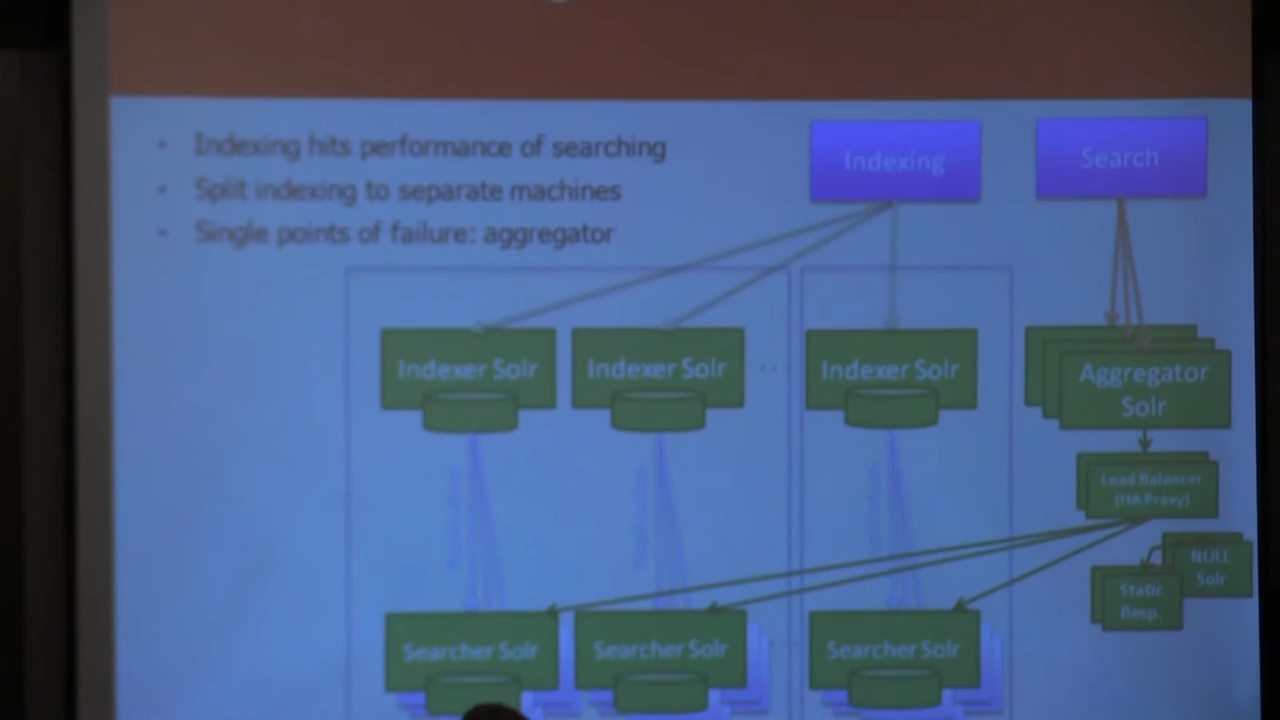 Indexing hits performance of searching
Split indexing to separate machines
Single points of failure: aggregator
Indexing
Search
Indexer Solr
Indexer Solr
...
Indexer Solr
Aggregator
Solr
Load Balancer
(HA Proxy)
NULL
Solr
Static
Resp.
Searcher Solr
Searcher Solr
Searcher Solr